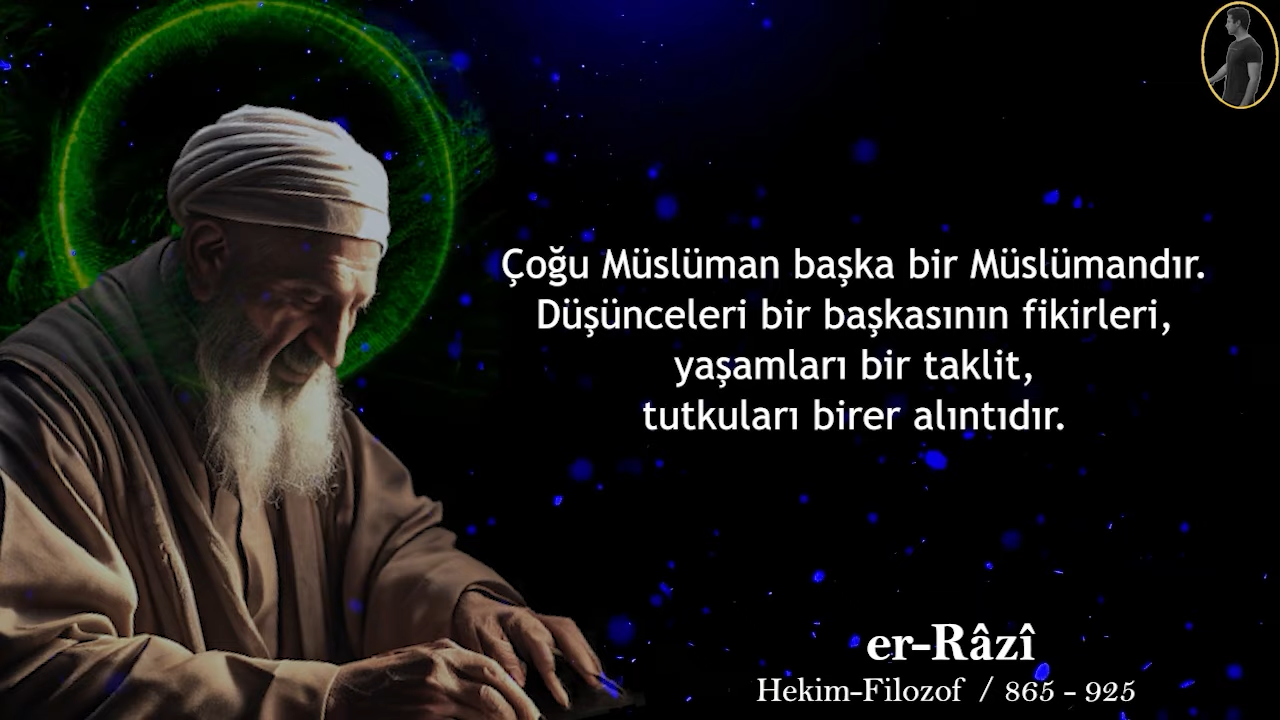 Çoğu Müslüman başka bir Müslümandır.
Düşünceleri bir başkasının fikirleri,
yaşamları bir taklit,
tutkuları birer alıntıdır.
er-Râzî
Hekim-Filozof / 865 - 925